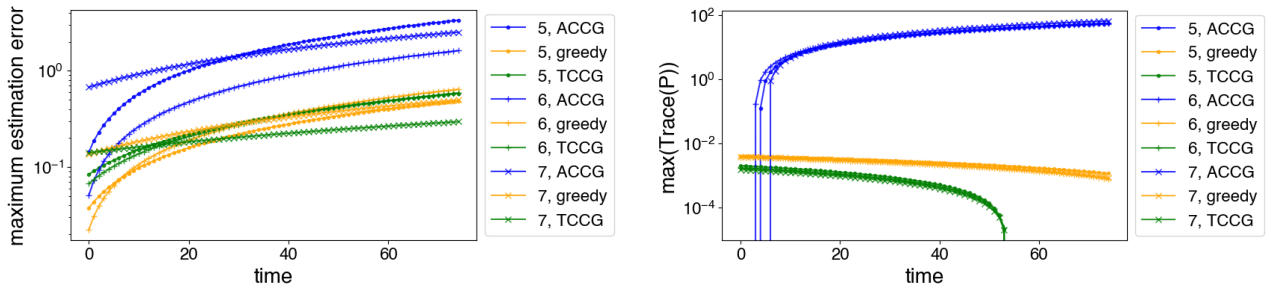 maximum estimation error
10^0
10^-1
0
20
40
60
time
5, ACCG
5, greedy
5, TCCG
6, ACCG
6, greedy
6, TCCG
7, ACCG
7, greedy
7, TCCG
max(Trace(P))
10^2
10^0
10^-2
10^-4
0
20
40
60
time
5, ACCG
5, greedy
5, TCCG
6, ACCG
6, greedy
6, TCCG
7, ACCG
7, greedy
7, TCCG